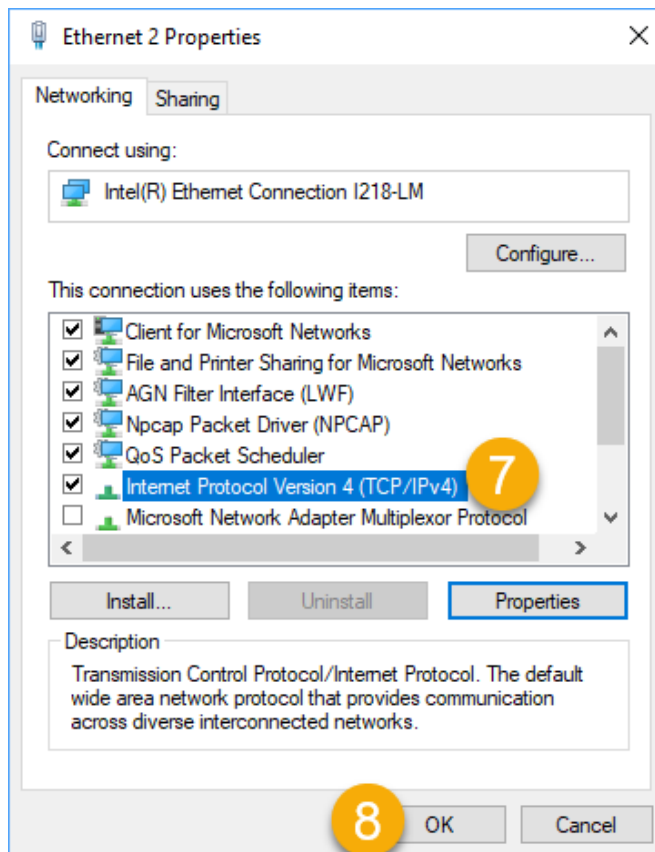 Ethernet 2 Properties
Networking
Sharing
Connect using:
Intel(R) Ethernet Connection I218-LM
Configure...
This connection uses the following items:
Client for Microsoft Networks
File and Printer Sharing for Microsoft Networks
AGN Filter Interface (LWF)
Npcap Packet Driver (NPCAP)
QoS Packet Scheduler
Internet Protocol Version 4 (TCP/IPv4)
7
Microsoft Network Adapter Multiplexor Protocol
Install...
Uninstall
Properties
Description
Transmission Control Protocol/Internet Protocol. The default
wide area network protocol that provides communication
across diverse interconnected networks.
8
OK
Cancel